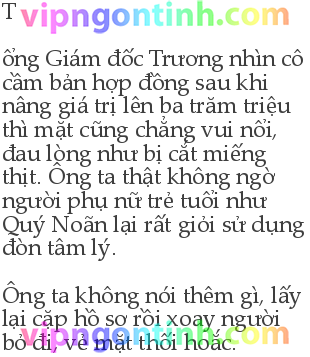 T
vipngontinh.com
ổng Giám đốc Trương nhìn cô
cầm bản hợp đồng sau khi
nâng giá trị lên ba trăm triệu
thì mặt cũng chẳng vui nổi,
đau lòng như bị cắt miếng
thịt. Ông ta thật không ngờ
người phụ nữ trẻ tuổi như
Quý Noãn lại rất giỏi sử dụng
đòn tâm lý.
Ông ta không nói thêm gì, lấy
lại cặp hồ sơ rồi xoay người
bỏ đi, vẻ mặt thối hoắc.
vipngontinh.com